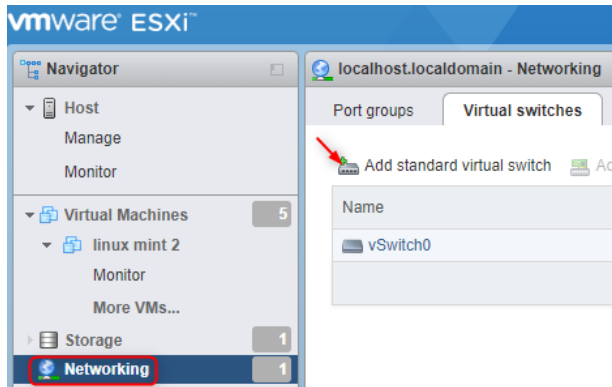 vmware® ESXi™
Navigator
Host
Manage
Monitor
Virtual Machines 5
linux mint 2
Monitor
More VMs...
Storage 1
Networking 1
localhost.localdomain - Networking
Port groups Virtual switches
Add standard virtual switch
Name
vSwitch0